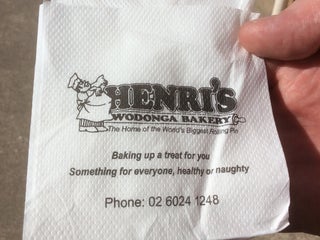 HENRI'S
WODONGA BAKERY
The Home of the World's Biggest Rolling Pin
Baking up a treat for you
Something for everyone, healthy or naughty
Phone: 02 6024 1248